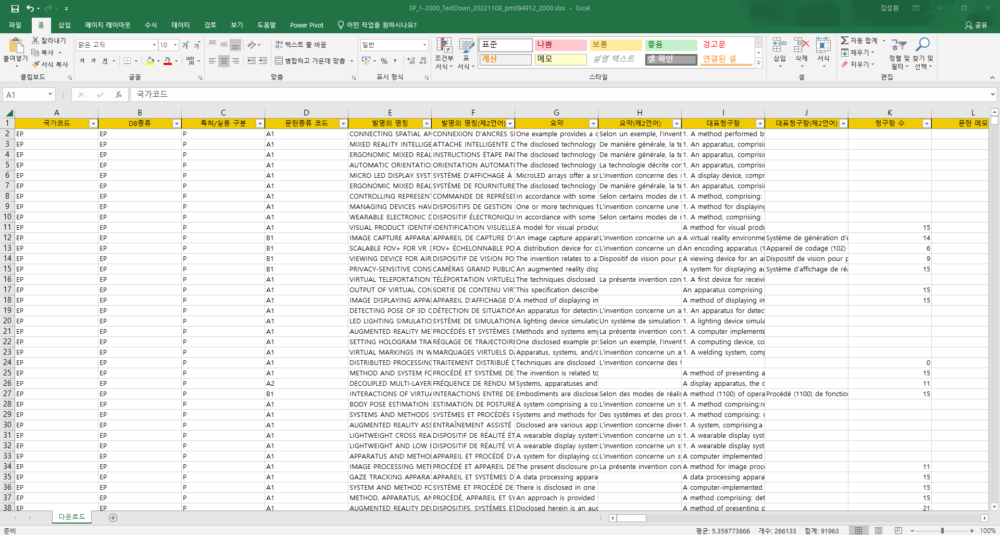 EP_1-2000_TextDown_20221108_pm094912_2000.xlsx - Excel
김성원
파일 홈 삽입 페이지 레이아웃 수식 데이터 검토 보기 도움말 Power Pivot 어떤 작업을 원하시나요? 공유
붙여넣기 잘라내기 복사 서식 복사 클립보드
맑은 고딕 10 가 가 가 가 가 가 내천 글꼴
텍스트 줄 바꿈 병합하고 가운데 맞춤 맞춤
일반 % 표시 형식
조건부 서식 표 서식 표준 나쁨 보통 좋음 경고문
계산 메모 설명 텍스트 셀 확인 연결된 셀 스타일
삽입 삭제 서식 셀
자동 합계 채우기 지우기 정렬 및 필터 찾기 및 선택 편집
A1 fx 국가코드
A B C D E F G H I J K L
1 국가코드 DB종류 특허/실용 구분 문헌종류 코드 발명의 명칭 발명의 명칭(제2언어) 요약 요약(제2언어) 대표청구항 대표청구항(제2언어) 청구항 수 문헌 메모
2 EP EP P A1 CONNECTING SPATIAL AN CONNEXION D'ANCRES S One example provides a c Selon un exemple, l'invent 1. A method performed by
3 EP EP P A1 MIXED REALITY INTELLIGE ATTACHE INTELLIGENTE D The disclosed technology De manière générale, la te 1. An apparatus, comprisi
4 EP EP P A1 ERGONOMIC MIXED REAL INSTRUCTIONS ÉTAPE PAR The disclosed technology De manière générale, la te 1. An apparatus, comprisi
5 EP EP P A1 AUTOMATIC ORIENTATIO ORIENTATION AUTOMATI The disclosed technology La technologie décrite con 1. An apparatus, comprisi
6 EP EP P A1 MICRO LED DISPLAY SYST SYSTÈME D'AFFICHAGE À MicroLED arrays offer a sr L'invention concerne des 1. A display device, compr
7 EP EP P A1 ERGONOMIC MIXED REAL SYSTÈME DE FOURNITURE The disclosed technology De manière générale, la te 1. An apparatus, comprisi
8 EP EP P A1 CONTROLLING REPRESENT COMMANDE DE REPRÉSEN In accordance with some Selon certains modes de r 1. A method, comprising:
9 EP EP P A1 MANAGING DEVICES HAV DISPOSITIFS DE GESTION One or more techniques f L'invention concerne une 1. A method for displaying
10 EP EP P A1 WEARABLE ELECTRONIC D DISPOSITIF ÉLECTRONIQU In accordance with some Selon certains modes de r 1. A method, comprising:
11 EP EP P A1 VISUAL PRODUCT IDENTIF IDENTIFICATION VISUELLE A model for visual produc A method for visual produ 15
12 EP EP P B1 IMAGE CAPTURE APPARAT APPAREIL DE CAPTURE D'I An image capture apparat L'invention concerne un a A virtual reality environme Système de génération d'e 14
13 EP EP P B1 SCALABLE FOV+ FOR VR 3 FOV+ ÉCHELONNABLE PO A distribution device for d L'invention concerne un d An encoding apparatus (1 Appareil de codage (102) 6
14 EP EP P B1 VIEWING DEVICE FOR AIR DISPOSITIF DE VISION PO The invention relates to a Dispositif de vision pour p A viewing device for an ai Dispositif de vision pour p 9
15 EP EP P B1 PRIVACY-SENSITIVE CONS CAMÉRAS GRAND PUBLIC An augmented reality disp A system for displaying au Système d'affichage de réa 15
16 EP EP P A1 VIRTUAL TELEPORTATION TÉLÉPORTATION VIRTUELL The techniques disclosed La présente invention con 1. A first device for receivi
17 EP EP P A1 OUTPUT OF VIRTUAL CON SORTIE DE CONTENU VIRT This specification describe An apparatus comprising 15
18 EP EP P A1 IMAGE DISPLAYING APPAI APPAREIL D'AFFICHAGE D' A method of displaying im A method of displaying im 15
19 EP EP P A1 DETECTING POSE OF 3D C DÉTECTION DE SITUATION An apparatus for detectin L'invention concerne un a 1. An apparatus for detec
20 EP EP P A1 LED LIGHTING SIMULATIO SYSTÈME DE SIMULATION A lighting device simulatic Un système de simulation 1. A lighting device simula
21 EP EP P A1 AUGMENTED REALITY ME PROCÉDÉS ET SYSTÈMES D Methods and systems emp La présente invention con 1. A computer implemente
22 EP EP P A1 SETTING HOLOGRAM TRA RÉGLAGE DE TRAJECTOIRE One disclosed example pr Selon un exemple, l'invent 1. A computing device, co
23 EP EP P A1 VIRTUAL MARKINGS IN W MARQUAGES VIRTUELS DA Apparatus, systems, and/o L'invention concerne un a 1. A welding system, comp
24 EP EP P A1 DISTRIBUTED PROCESSING TRAITEMENT DISTRIBUÉ D Techniques are disclosed L'invention concerne des t 0
25 EP EP P A1 METHOD AND SYSTEM FO PROCÉDÉ ET SYSTÈME DE The invention is related to A method of presenting a 15
26 EP EP P A2 DECOUPLED MULTI-LAYER FRÉQUENCE DE RENDU M Systems, apparatuses and A display apparatus, the c 11
27 EP EP P B1 INTERACTIONS OF VIRTUA INTERACTIONS ENTRE DE Embodiments are disclose Selon des modes de réalis A method (1100) of opera Procédé (1100) de fonction 15
28 EP EP P A1 BODY POSE ESTIMATION ESTIMATION DE POSTURE A system comprising a co L'invention concerne un sy 1. A method comprising:re
29 EP EP P A1 SYSTEMS AND METHODS SYSTÈMES ET PROCÉDÉS P Systems and methods for Des systèmes et des procé 1. A method comprising: r
30 EP EP P A1 AUGMENTED REALITY ASS ENTRAÎNEMENT ASSISTÉ Disclosed are various app L'invention concerne diver 1. A system, comprising:a
31 EP EP P A1 LIGHTWEIGHT CROSS REA DISPOSITIF DE RÉALITÉ ÉT A wearable display system L'invention concerne un sy 1. A wearable display syst
32 EP EP P A1 LIGHTWEIGHT AND LOW P DISPOSITIF DE RÉALITÉ VI A wearable display system L'invention concerne un sy 1. A wearable display syst
33 EP EP P A1 APPARATUS AND METHOI APPAREIL ET PROCÉDÉ D'A A system for displaying cc L'invention concerne un sy A computer implemented
34 EP EP P A1 IMAGE PROCESSING METH PROCÉDÉ ET APPAREIL DE The present disclosure pro La présente invention con A method for image proce 11
35 EP EP P A1 GAZE TRACKING APPARAT APPAREIL ET SYSTÈMES D A data processing appara A data processing appara 15
36 EP EP P A1 SYSTEM AND METHOD FO SYSTÈME ET PROCÉDÉ DE There is disclosed in one A computer-implemented 15
37 EP EP P A1 METHOD, APPARATUS, AN PROCÉDÉ, APPAREIL ET SY An approach is provided A method comprising: det 15
38 EP EP P A1 AUGMENTED REALITY DEV DISPOSITIFS, SYSTÈMES ET Disclosed herein is an auc A method of presenting p 21
다운로드
준비 평균: 5.359773866 개수: 266133 합계: 91963 100%